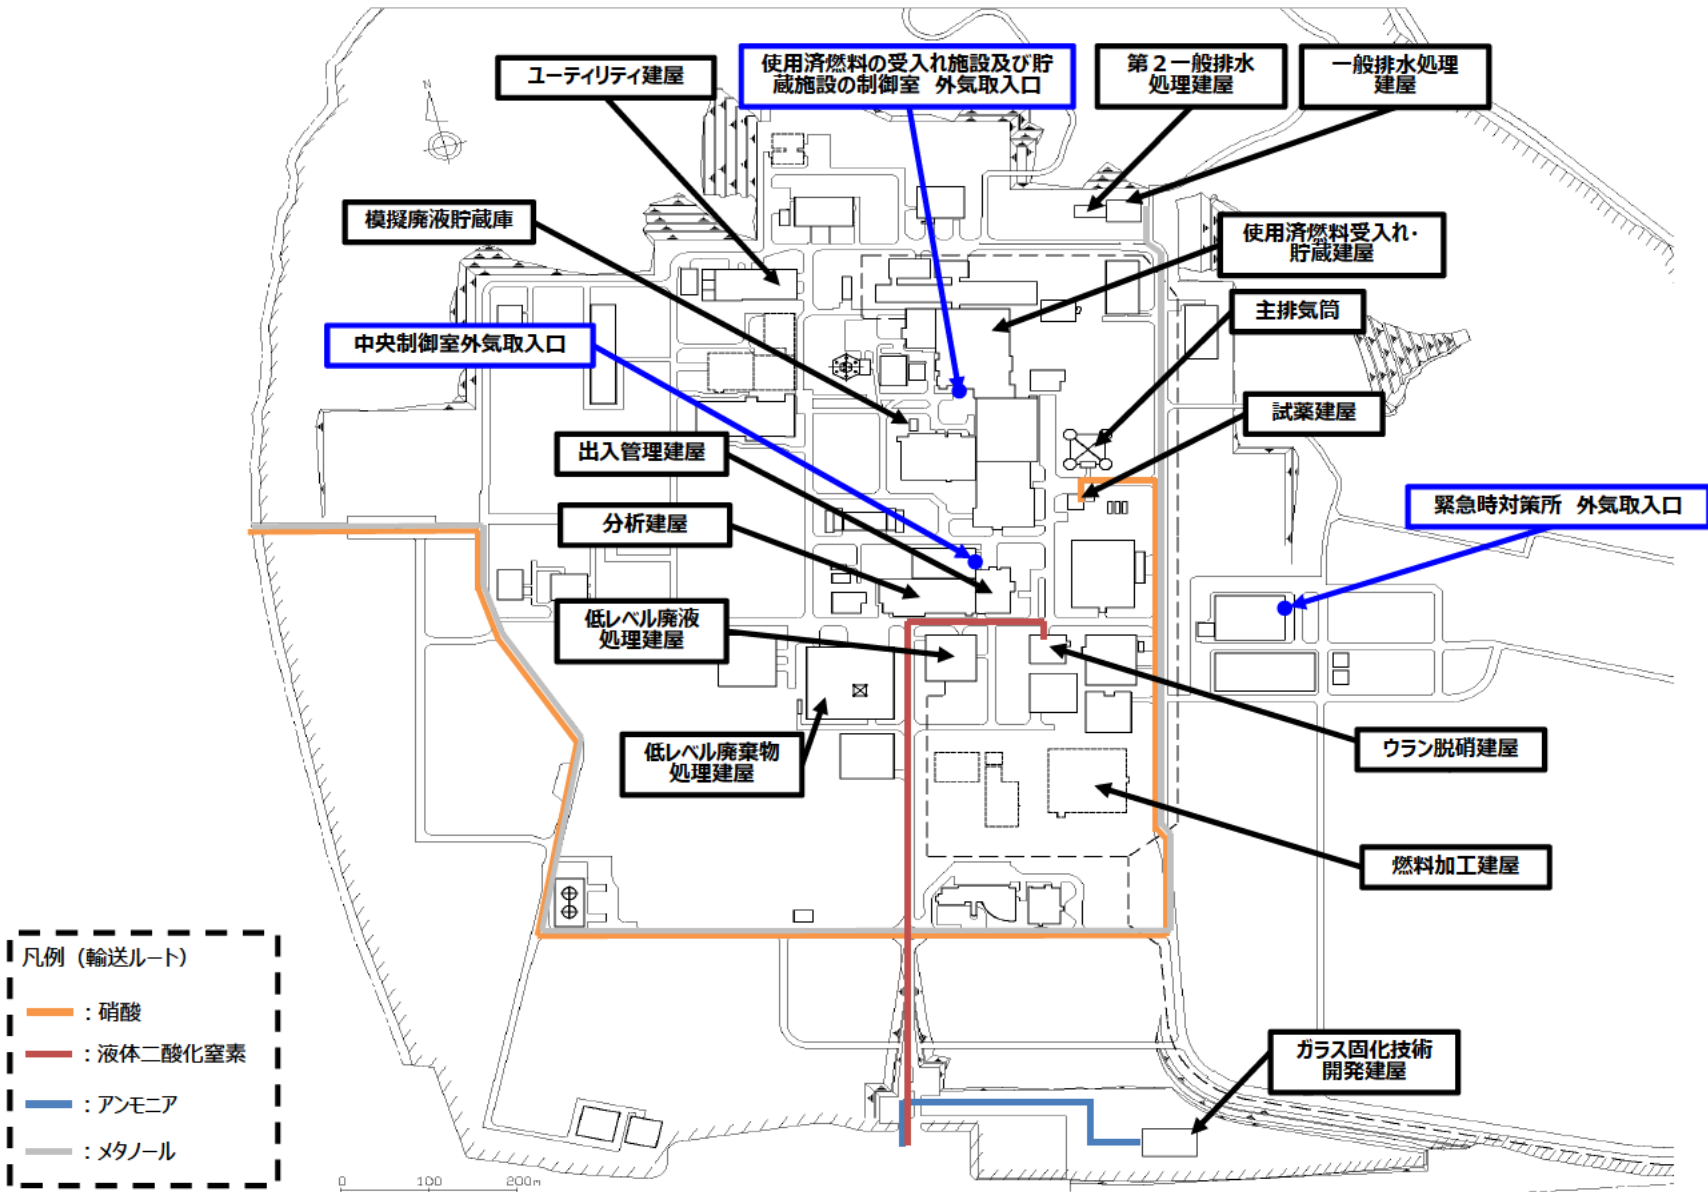 ユーティリティ建屋
使用済燃料の受入れ施設及び貯
蔵施設の制御室 外気取入口
第2一般排水
処理建屋
一般排水処理
建屋
N
模擬廃液貯蔵庫
使用済燃料受入れ・
貯蔵建屋
主排気筒
中央制御室外気取入口
試薬建屋
出入管理建屋
緊急時対策所 外気取入口
分析建屋
低レベル廃液
処理建屋
ウラン脱硝建屋
低レベル廃棄物
処理建屋
燃料加工建屋
凡例（輸送ルート）
：硝酸
：液体二酸化窒素
：アンモニア
：メタノール
ガラス固化技術
開発建屋
0 100 200m